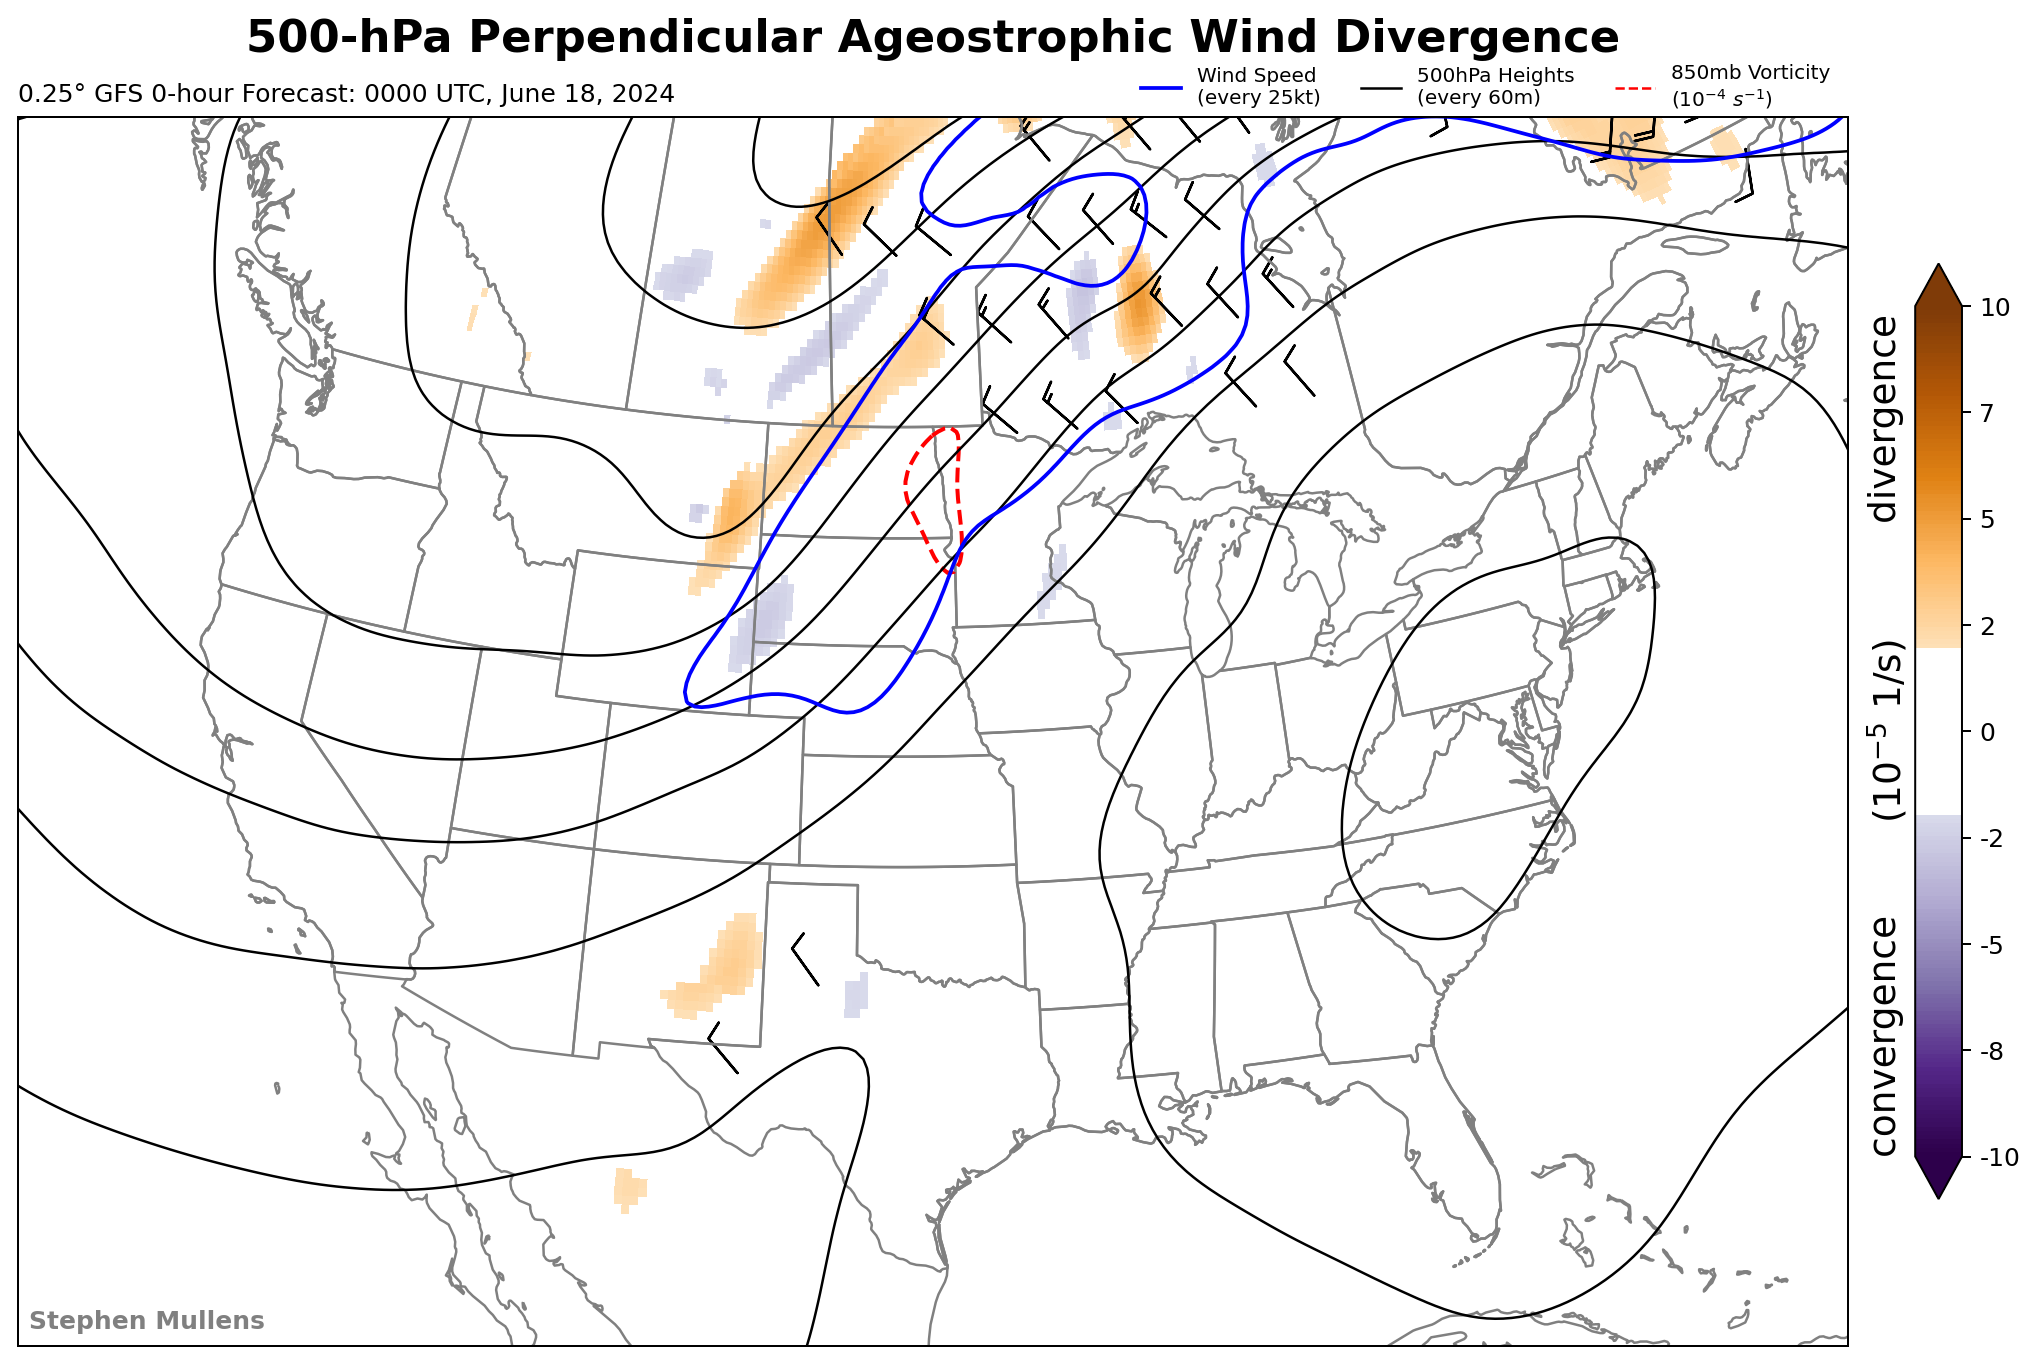 500-hPa Perpendicular Ageostrophic Wind Divergence
0.25° GFS 0-hour Forecast: 0000 UTC, June 18, 2024
Wind Speed
(every 25kt)
500hPa Heights
(every 60m)
850mb Vorticity
(10⁻⁴ s⁻¹)
10
7
5
2
0
-2
-5
-8
-10
convergence (10⁻⁵ 1/s) divergence
Stephen Mullens